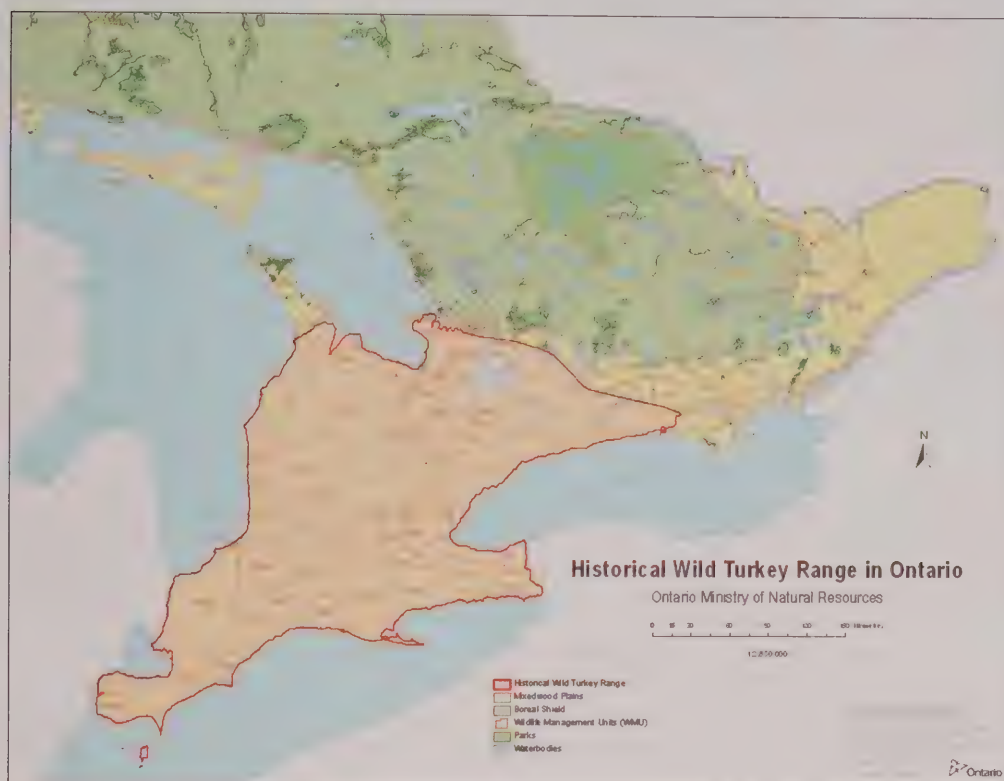 N
Historical Wild Turkey Range in Ontario
Ontario Ministry of Natural Resources
Historical Wild Turkey Range
Mixedwood Plains
Boreal Shield
Wildlife Management Units (WMU)
Parks
Waterbodies
Ontario